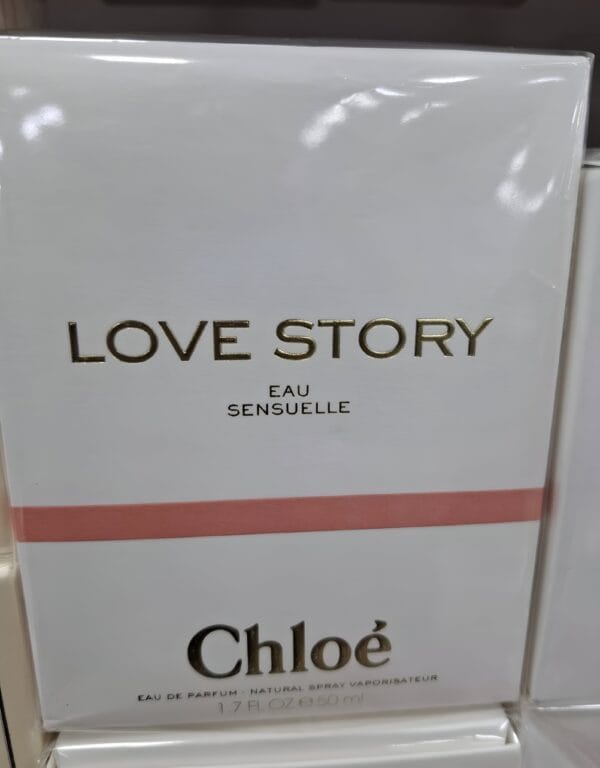 LOVE STORY
EAU
SENSUELLE
Chloé
EAU DE PARFUM · NATURAL SPRAY VAPORISATEUR
1.7 FL OZ ℮ 50 ml